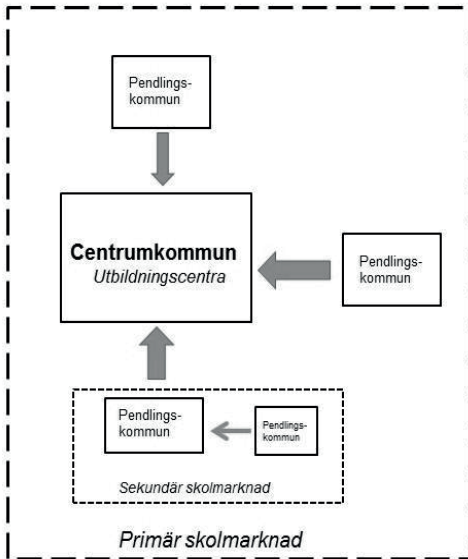 Pendlings-
kommun
Centrumkommun
Utbildningscentra
Pendlings-
kommun
Pendlings-
kommun
Pendlings-
kommun
Sekundär skolmarknad
Primär skolmarknad